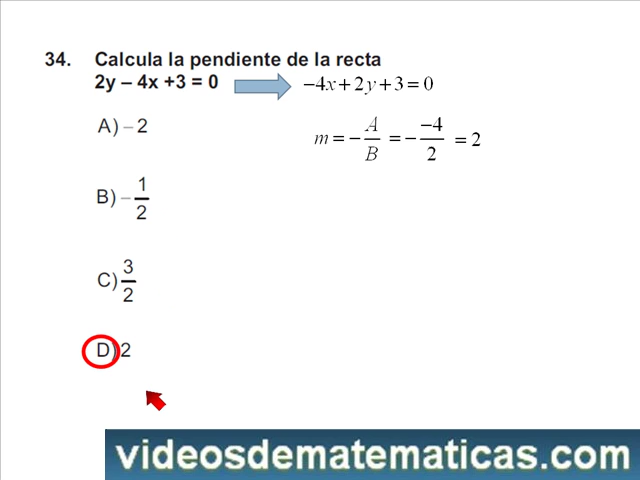 34. Calcula la pendiente de la recta
2y – 4x +3 = 0
−4x + 2y + 3 = 0
m = − A/B = − −4/2 = 2
A) – 2
B) – 1/2
C) 3/2
D) 2
videosdematematicas.com